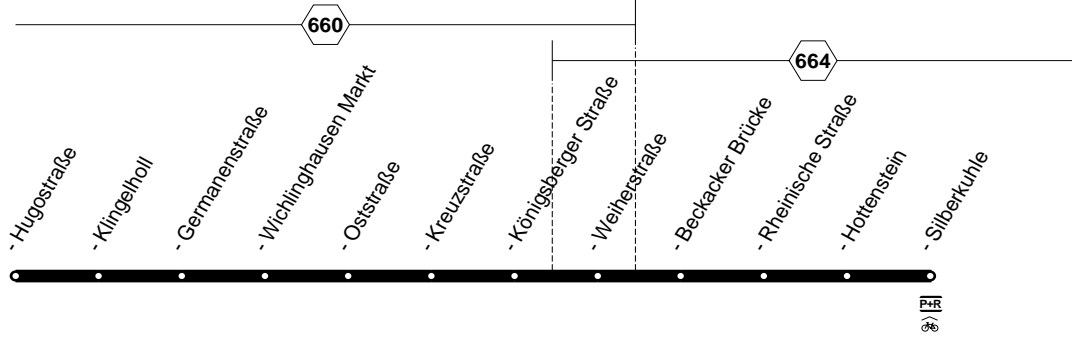 660
664
- Hugostraße
- Klingelholl
- Germanenstraße
- Wichlinghausen Markt
- Oststraße
- Kreuzstraße
- Königsberger Straße
- Weiherstraße
- Beckacker Brücke
- Rheinische Straße
- Hottenstein
- Silberkuhle
P+R